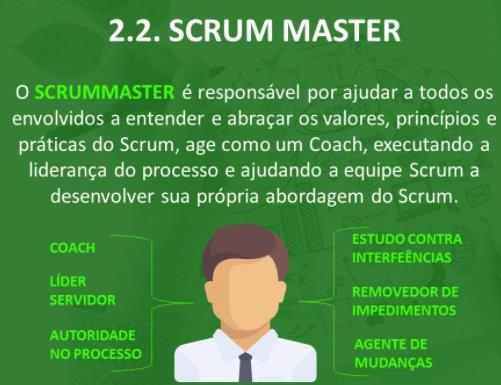 2.2. SCRUM MASTER
O SCRUMMASTER é responsável por ajudar a todos os
envolvidos a entender e abraçar os valores, princípios e
práticas do Scrum, age como um Coach, executando a
liderança do processo e ajudando a equipe Scrum a
desenvolver sua própria abordagem do Scrum.
COACH
LÍDER
SERVIDOR
AUTORIDADE
NO PROCESSO
ESTUDO CONTRA
INTERFEÊNCIAS
REMOVEDOR DE
IMPEDIMENTOS
AGENTE DE
MUDANÇAS